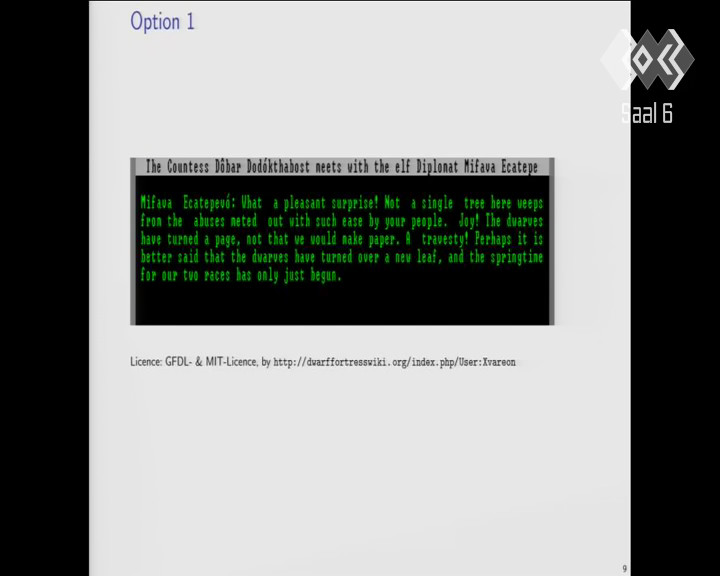 Option 1
Saal 6
The Countess Dôbar Dodókthabost meets with the elf Diplomat Mifava Ecatepe
Mifava Ecatepevó: What a pleasant surprise! Not a single tree here weeps
from the abuses meted out with such ease by your people. Joy! The dwarves
have turned a page, not that we would make paper. A travesty! Perhaps it is
better said that the dwarves have turned over a new leaf, and the springtime
for our two races has only just begun.
Licence: GFDL- & MIT-Licence, by http://dwarffortresswiki.org/index.php/User:Xvareon
9